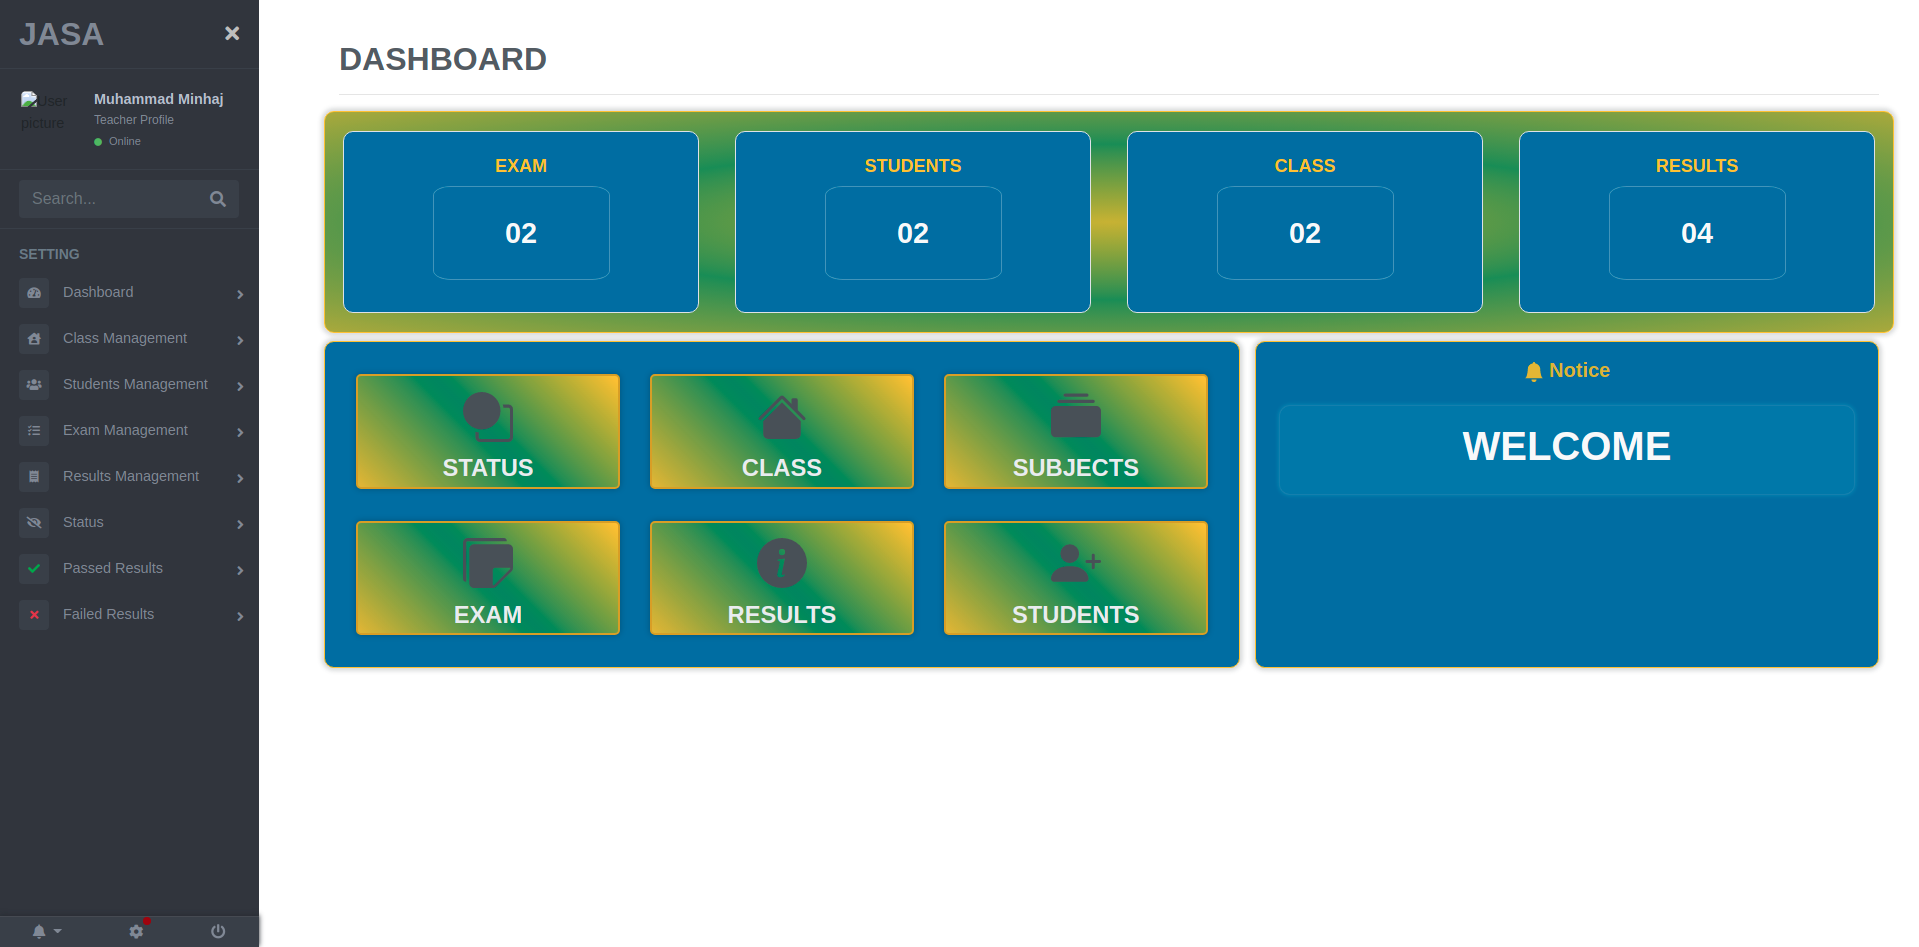 JASA
User picture
Muhammad Minhaj
Teacher Profile
Online
Search...
SETTING
Dashboard
Class Management
Students Management
Exam Management
Results Management
Status
Passed Results
Failed Results
DASHBOARD
EXAM
02
STUDENTS
02
CLASS
02
RESULTS
04
STATUS
CLASS
SUBJECTS
EXAM
RESULTS
STUDENTS
Notice
WELCOME